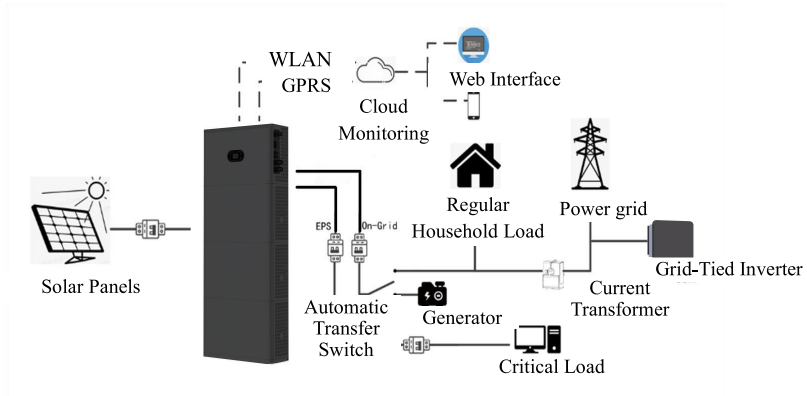 WLAN
GPRS
Cloud
Monitoring
Web Interface
Solar Panels
EPS
On-Grid
Automatic
Transfer
Switch
Regular
Household Load
Generator
Critical Load
Power grid
Current
Transformer
Grid-Tied Inverter